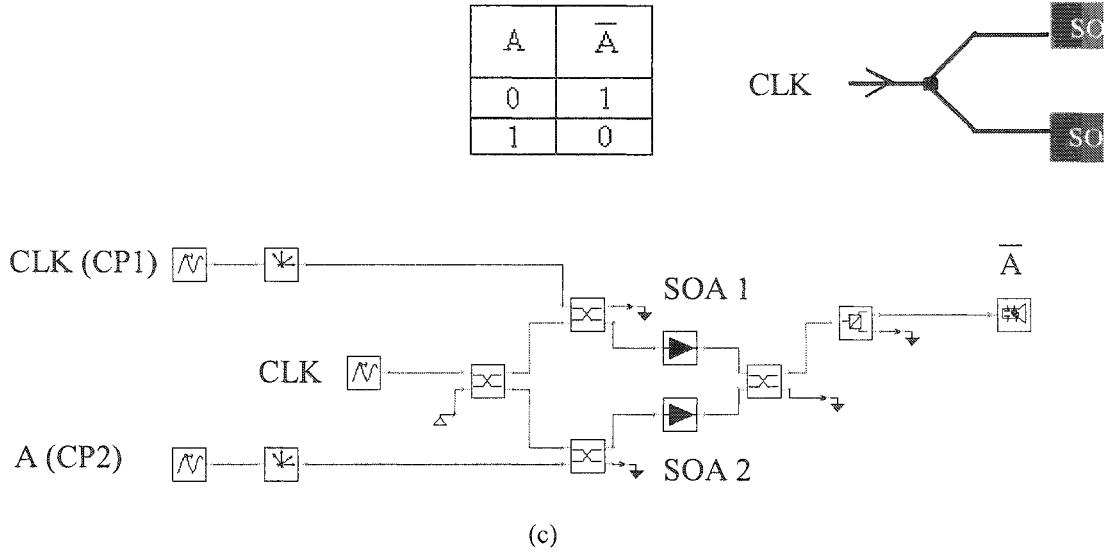 A A̅
0 1
1 0
CLK
SO
SO
CLK (CP1)
SOA 1
A̅
CLK
A (CP2)
SOA 2
(c)